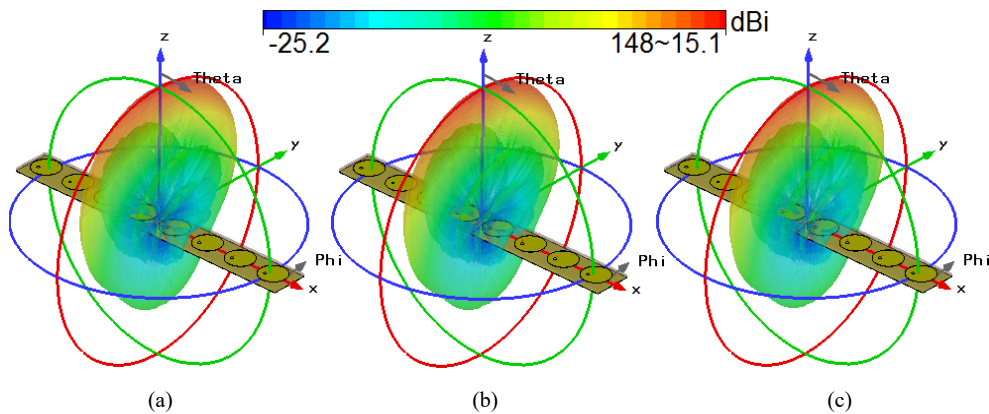 dBi
-25.2 148~15.1
z z z
Theta Theta Theta
y y y
Phi Phi Phi
x x x
(a) (b) (c)